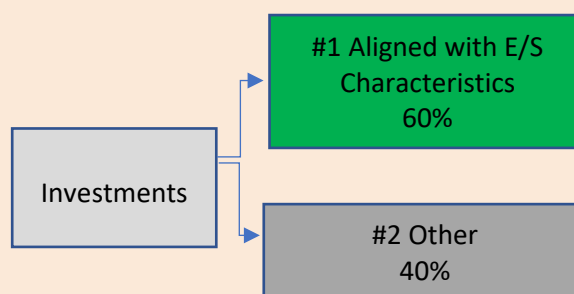 #1 Aligned with E/S
Characteristics
60%
Investments
#2 Other
40%